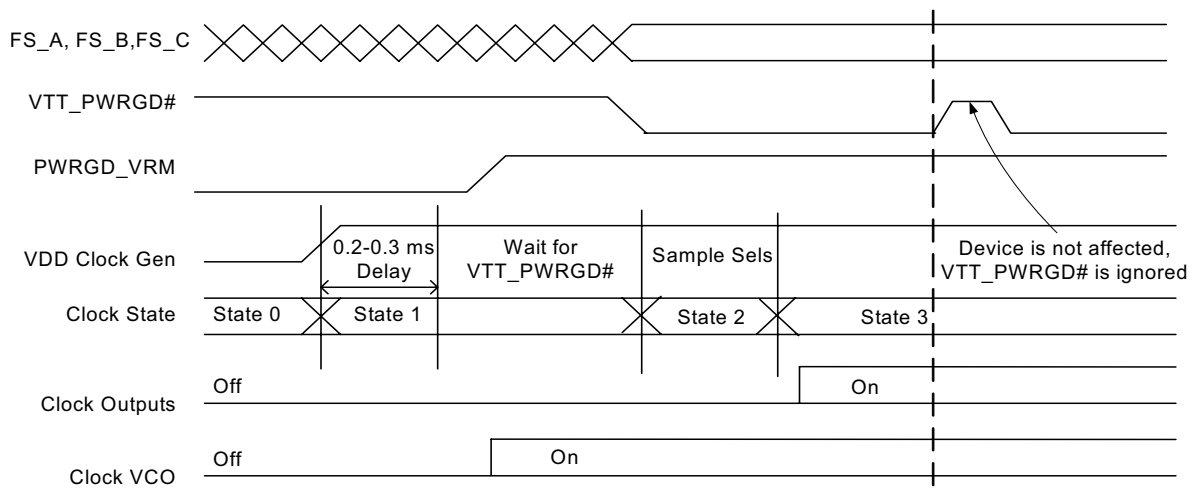 FS_A, FS_B,FS_C
VTT_PWRGD#
PWRGD_VRM
VDD Clock Gen
0.2-0.3 ms
Delay
Wait for
VTT_PWRGD#
Sample Sels
Device is not affected,
VTT_PWRGD# is ignored
Clock State
State 0
State 1
State 2
State 3
Clock Outputs
Off
On
Clock VCO
Off
On